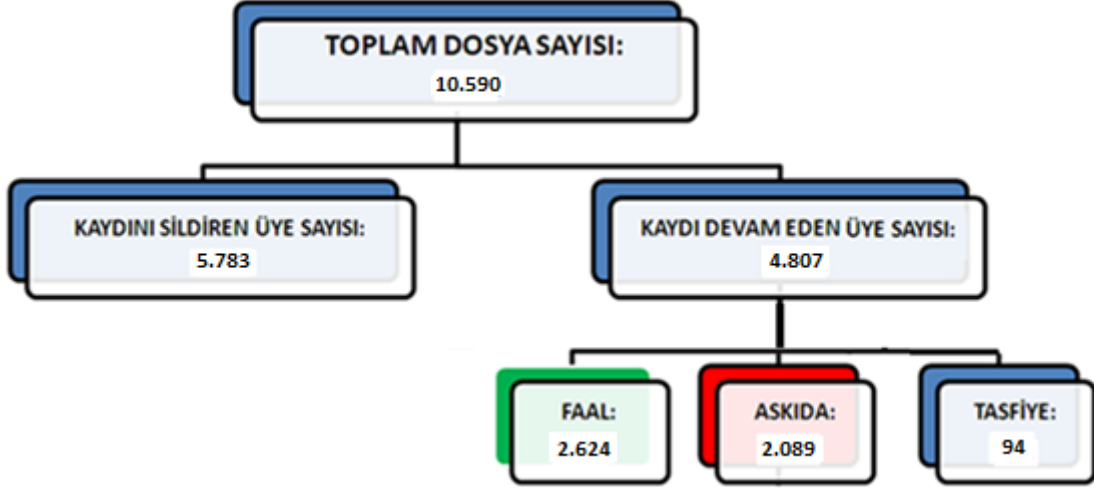 TOPLAM DOSYA SAYISI:
10.590
KAYDINI SİLDİREN ÜYE SAYISI:
5.783
KAYDI DEVAM EDEN ÜYE SAYISI:
4.807
FAAL:
2.624
ASKIDA:
2.089
TASFİYE:
94